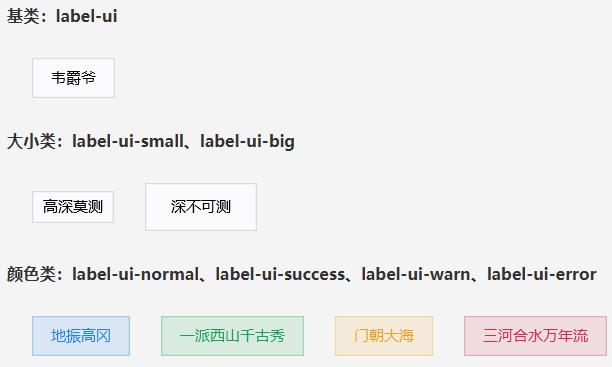 基类：label-ui
韦爵爷
大小类：label-ui-small、label-ui-big
高深莫测 深不可测
颜色类：label-ui-normal、label-ui-success、label-ui-warn、label-ui-error
地振高冈 一派西山千古秀 门朝大海 三河合水万年流